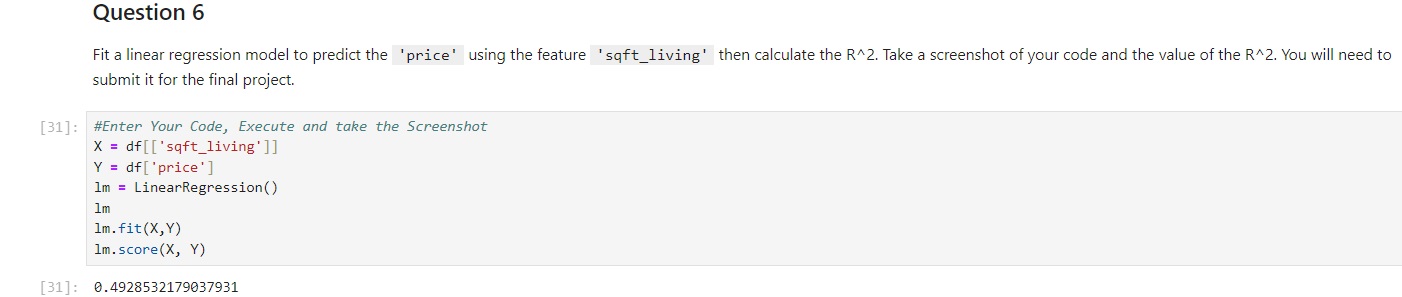 Question 6
Fit a linear regression model to predict the 'price' using the feature 'sqft_living' then calculate the R^2. Take a screenshot of your code and the value of the R^2. You will need to
submit it for the final project.
[31]: #Enter Your Code, Execute and take the Screenshot
X = df[['sqft_living']]
Y = df['price']
lm = LinearRegression()
lm
lm.fit(X,Y)
lm.score(X, Y)
[31]: 0.4928532179037931